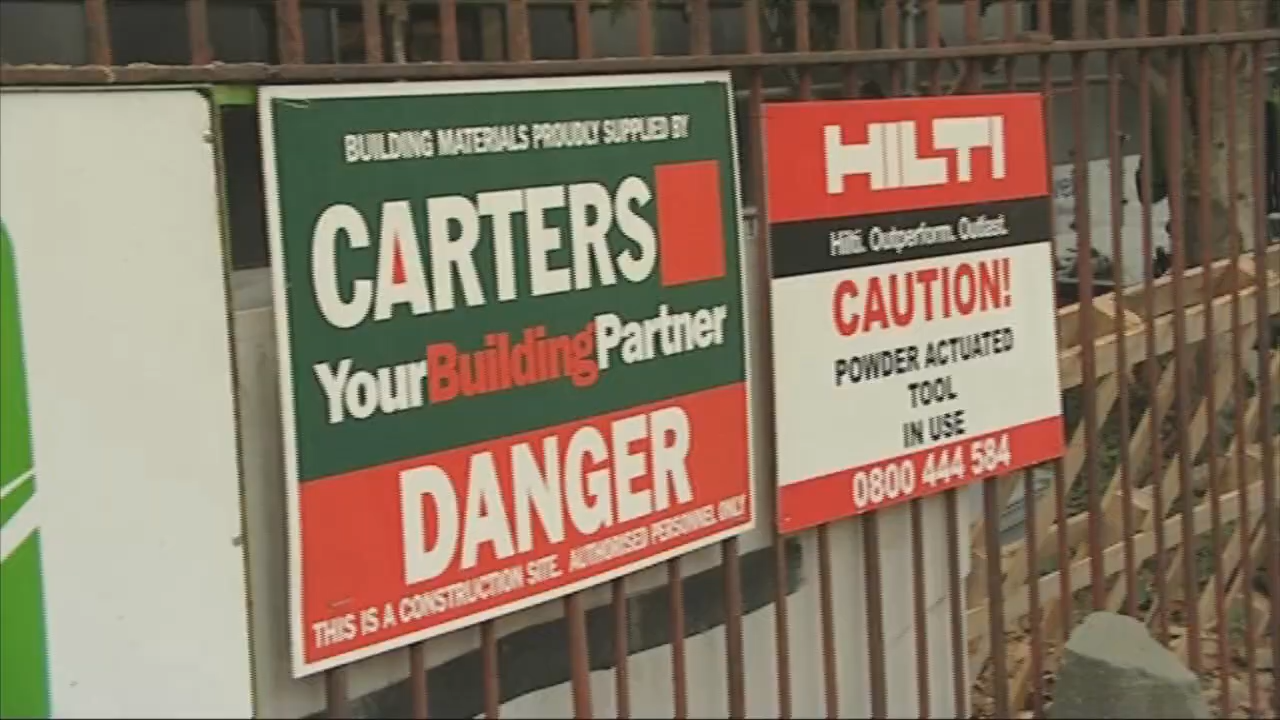 BUILDING MATERIALS PROUDLY SUPPLIED BY
CARTERS
YourBuildingPartner
DANGER
THIS IS A CONSTRUCTION SITE. AUTHORISED PERSONNEL ONLY
HILTI
Hilti. Outperform. Outlast.
CAUTION!
POWDER ACTUATED
TOOL
IN USE
0800 444 584